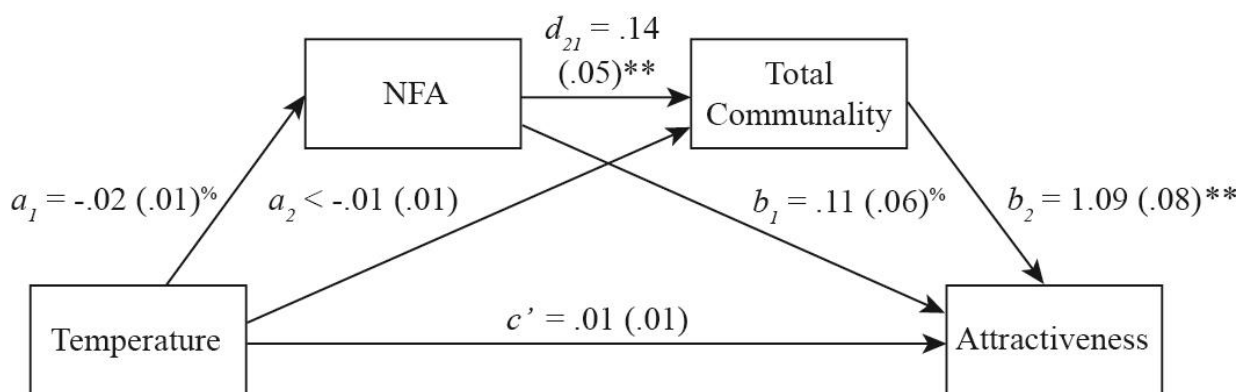 d21 = .14
(.05)**
NFA
Total
Communality
a1 = -.02 (.01)%
a2 < -.01 (.01)
b1 = .11 (.06)%
b2 = 1.09 (.08)**
Temperature
c’ = .01 (.01)
Attractiveness